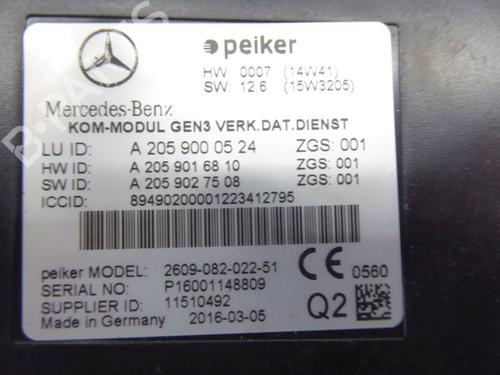 peiker
HW: 0007 (14W41)
SW: 12.6 (15W3205)
Mercedes-Benz
KOM-MODUL GEN3 VERK.DAT.DIENST
LU ID: A 205 900 05 24 ZGS: 001
HW ID: A 205 901 68 10 ZGS: 001
SW ID: A 205 902 75 08 ZGS: 001
ICCID: 89490200001223412795
peiker MODEL: 2609-082-022-51
SERIAL NO: P16001148809
SUPPLIER ID: 11510492
Made in Germany 2016-03-05
CE 0560
Q2